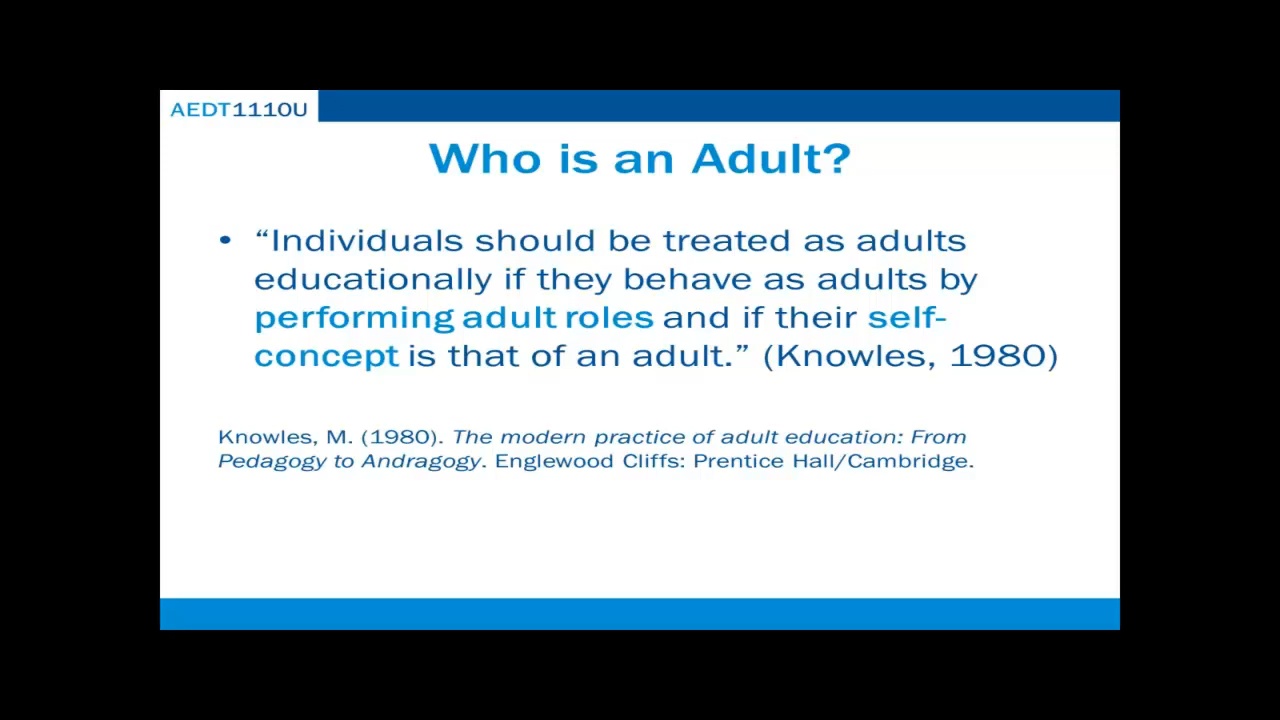 AEDT1110U
Who is an Adult?
• “Individuals should be treated as adults
educationally if they behave as adults by
performing adult roles and if their self-
concept is that of an adult.” (Knowles, 1980)
Knowles, M. (1980). The modern practice of adult education: From
Pedagogy to Andragogy. Englewood Cliffs: Prentice Hall/Cambridge.